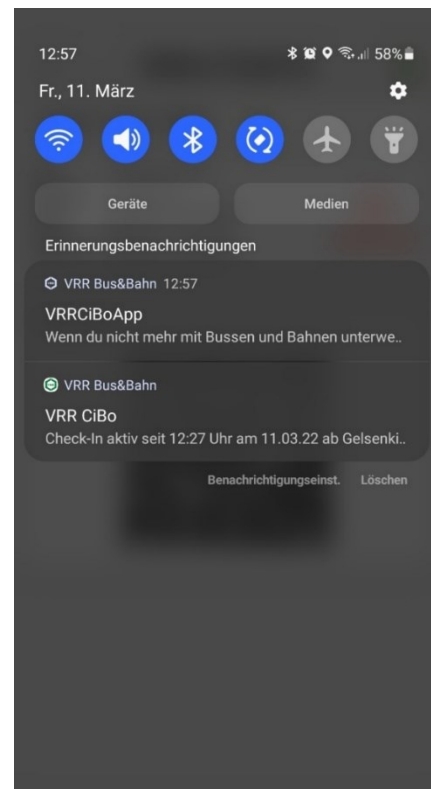 12:57 58%
Fr., 11. März
Geräte Medien
Erinnerungsbenachrichtigungen
VRR Bus&Bahn 12:57
VRRCiBoApp
Wenn du nicht mehr mit Bussen und Bahnen unterwe..
VRR Bus&Bahn
VRR CiBo
Check-In aktiv seit 12:27 Uhr am 11.03.22 ab Gelsenki..
Benachrichtigungseinst. Löschen